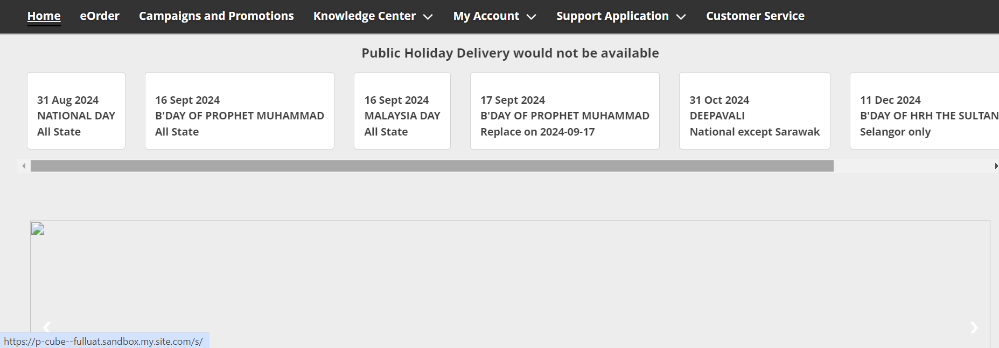 Home eOrder Campaigns and Promotions Knowledge Center My Account Support Application Customer Service
Public Holiday Delivery would not be available
31 Aug 2024
NATIONAL DAY
All State
16 Sept 2024
B'DAY OF PROPHET MUHAMMAD
All State
16 Sept 2024
MALAYSIA DAY
All State
17 Sept 2024
B'DAY OF PROPHET MUHAMMAD
Replace on 2024-09-17
31 Oct 2024
DEEPAVALI
National except Sarawak
11 Dec 2024
B'DAY OF HRH THE SULTAN
Selangor only
https://p-cube--fulluat.sandbox.my.site.com/s/